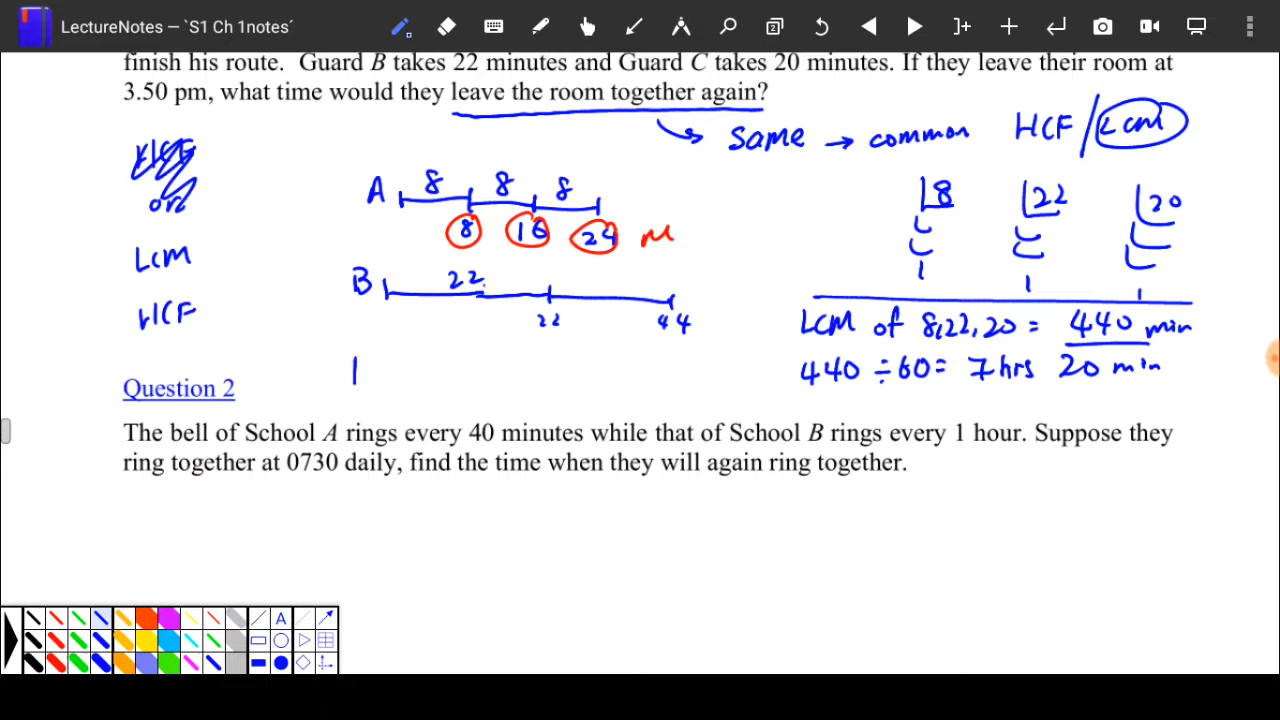 LectureNotes — `S1 Ch 1notes´
finish his route. Guard B takes 22 minutes and Guard C takes 20 minutes. If they leave their room at
3.50 pm, what time would they leave the room together again?
same → common HCF / LCM
or
LCM
HCF
A 8 8 8
8 16 24 M
B 22
22 44
8 22 20
1 1 1
LCM of 8,22,20 = 440 min
440 ÷ 60 = 7 hrs 20 min
Question 2
The bell of School A rings every 40 minutes while that of School B rings every 1 hour. Suppose they
ring together at 0730 daily, find the time when they will again ring together.